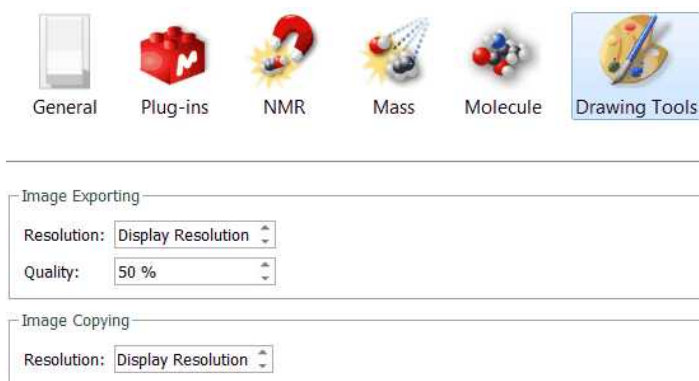 General Plug-ins NMR Mass Molecule Drawing Tools
Image Exporting
Resolution: Display Resolution
Quality: 50 %
Image Copying
Resolution: Display Resolution